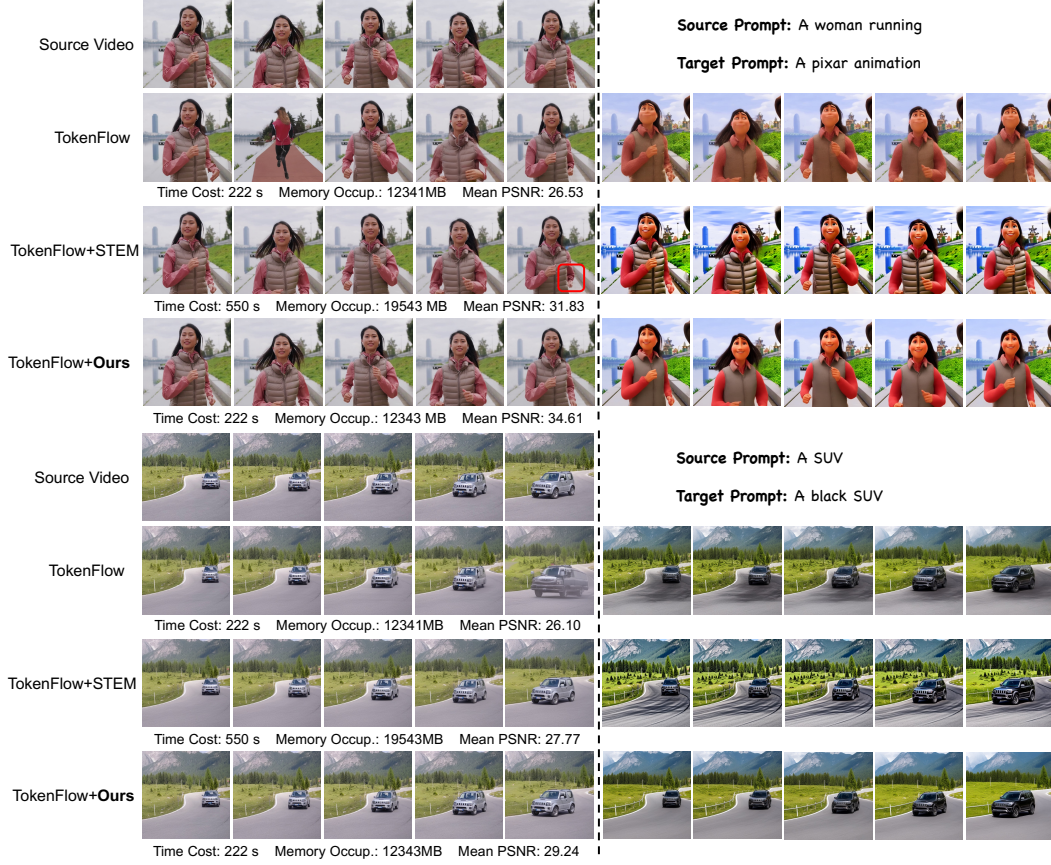 Source Video
Source Prompt: A woman running
Target Prompt: A pixar animation
TokenFlow
Time Cost: 222 s Memory Occup.: 12341MB Mean PSNR: 26.53
TokenFlow+STEM
Time Cost: 550 s Memory Occup.: 19543 MB Mean PSNR: 31.83
TokenFlow+Ours
Time Cost: 222 s Memory Occup.: 12343 MB Mean PSNR: 34.61
Source Video
Source Prompt: A SUV
Target Prompt: A black SUV
TokenFlow
Time Cost: 222 s Memory Occup.: 12341MB Mean PSNR: 26.10
TokenFlow+STEM
Time Cost: 550 s Memory Occup.: 19543MB Mean PSNR: 27.77
TokenFlow+Ours
Time Cost: 222 s Memory Occup.: 12343MB Mean PSNR: 29.24